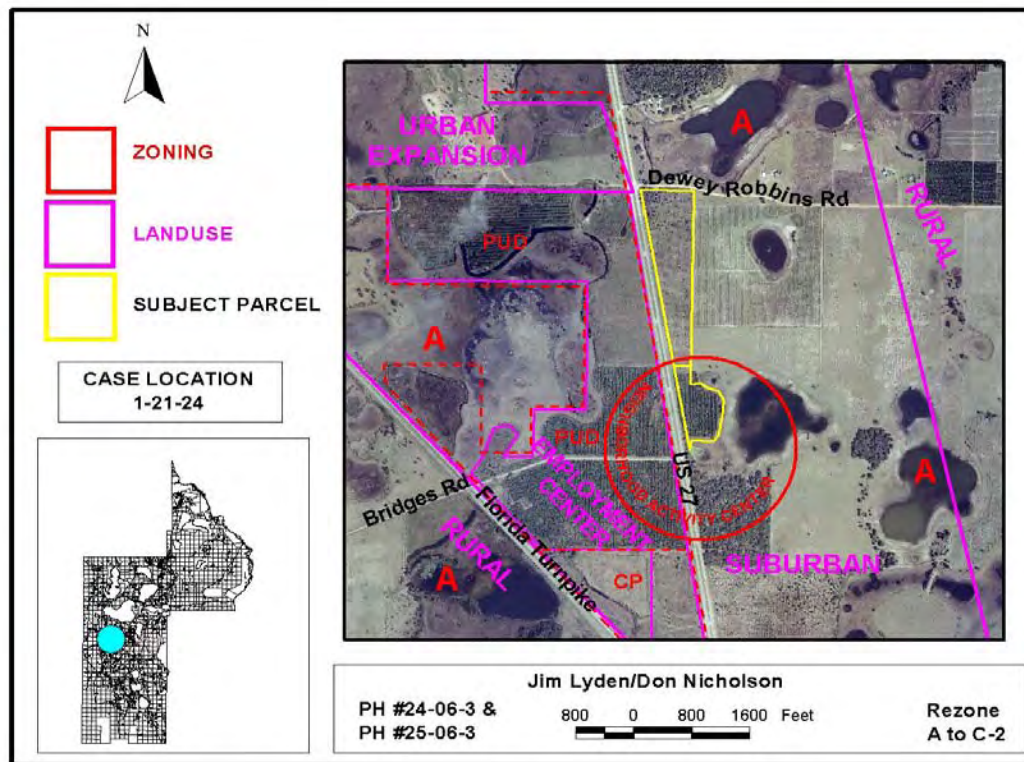 N
ZONING
LANDUSE
SUBJECT PARCEL
CASE LOCATION
1-21-24
URBAN
EXPANSION
A
Dewey Robbins Rd
RURAL
PUD
A
NEIGHBORHOOD ACTIVITY CENTER
PUD
US 27
EMPLOYMENT
CENTER
Bridges Rd
Florida Turnpike
RURAL
A
A
SUBURBAN
CP
Jim Lyden/Don Nicholson
PH #24-06-3 &
PH #25-06-3
800 0 800 1600 Feet
Rezone
A to C-2